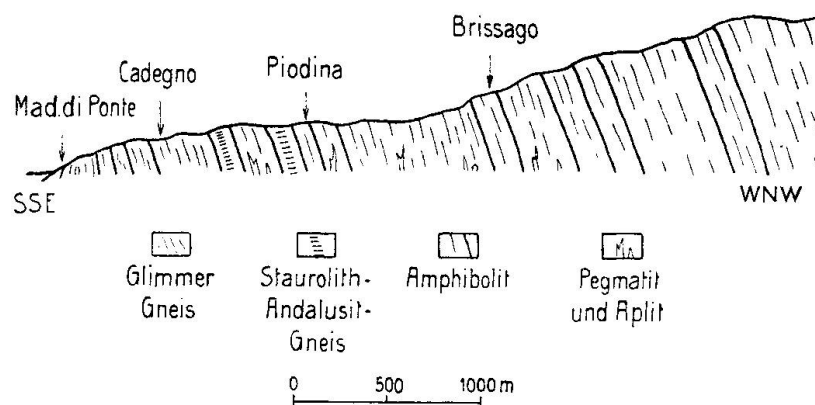 Brissago
Cadegno
Piodina
Mad.di Ponte
SSE
WNW
Glimmer
Gneis
Staurolith-
Andalusit-
Gneis
Amphibolit
Pegmatit
und Aplit
0 500 1000 m